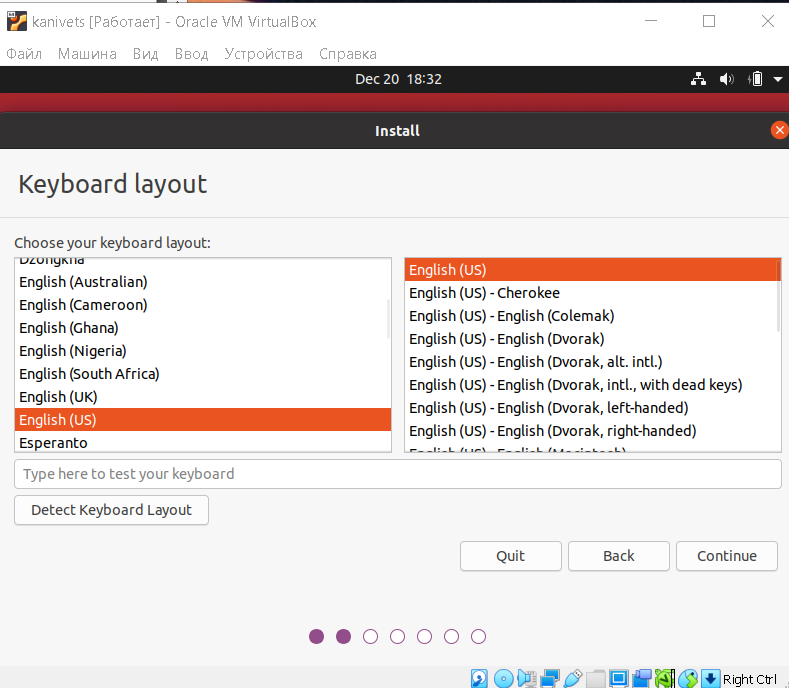 kanivets [Работает] - Oracle VM VirtualBox
Файл Машина Вид Ввод Устройства Справка
Dec 20 18:32
Install
Keyboard layout
Choose your keyboard layout:
Dzongkha
English (Australian)
English (Cameroon)
English (Ghana)
English (Nigeria)
English (South Africa)
English (UK)
English (US)
Esperanto
English (US)
English (US) - Cherokee
English (US) - English (Colemak)
English (US) - English (Dvorak)
English (US) - English (Dvorak, alt. intl.)
English (US) - English (Dvorak, intl., with dead keys)
English (US) - English (Dvorak, left-handed)
English (US) - English (Dvorak, right-handed)
English (US) - English (Macintosh)
Type here to test your keyboard
Detect Keyboard Layout
Quit Back Continue
Right Ctrl